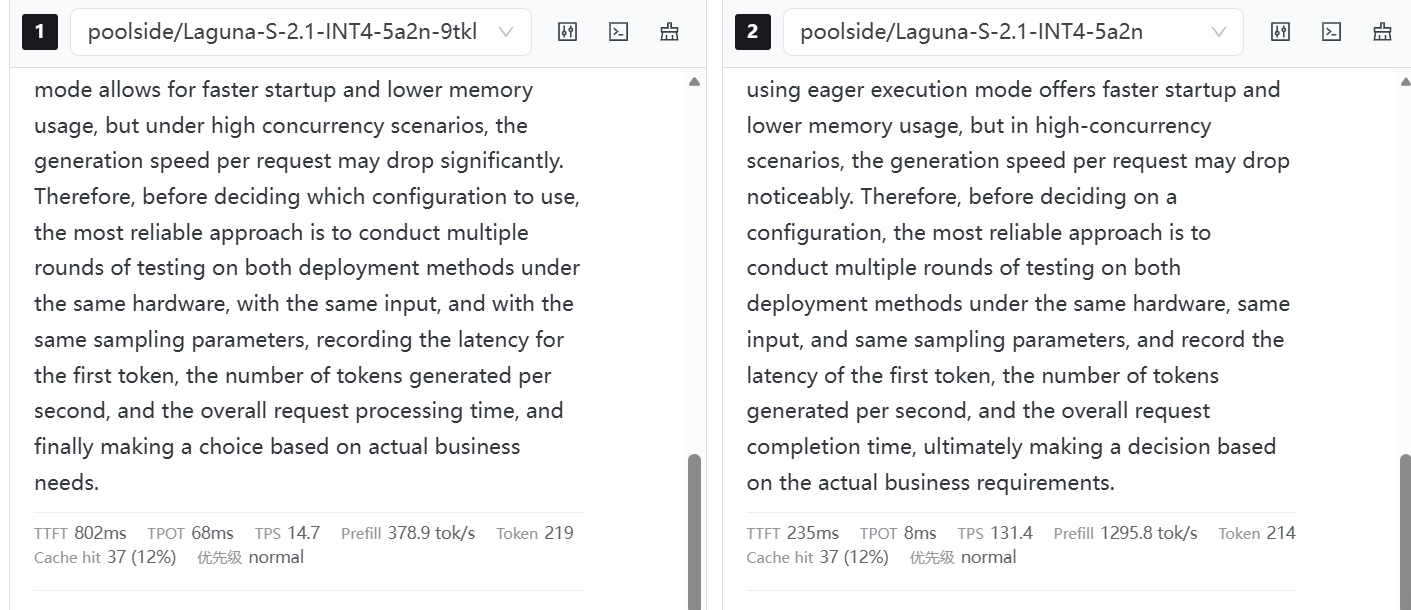 1 poolside/Laguna-S-2.1-INT4-5a2n-9tkl
mode allows for faster startup and lower memory
usage, but under high concurrency scenarios, the
generation speed per request may drop significantly.
Therefore, before deciding which configuration to use,
the most reliable approach is to conduct multiple
rounds of testing on both deployment methods under
the same hardware, with the same input, and with the
same sampling parameters, recording the latency for
the first token, the number of tokens generated per
second, and the overall request processing time, and
finally making a choice based on actual business
needs.
TTFT 802ms TPOT 68ms TPS 14.7 Prefill 378.9 tok/s Token 219
Cache hit 37 (12%) 优先级 normal
2 poolside/Laguna-S-2.1-INT4-5a2n
using eager execution mode offers faster startup and
lower memory usage, but in high-concurrency
scenarios, the generation speed per request may drop
noticeably. Therefore, before deciding on a
configuration, the most reliable approach is to
conduct multiple rounds of testing on both
deployment methods under the same hardware, same
input, and same sampling parameters, and record the
latency of the first token, the number of tokens
generated per second, and the overall request
completion time, ultimately making a decision based
on the actual business requirements.
TTFT 235ms TPOT 8ms TPS 131.4 Prefill 1295.8 tok/s Token 214
Cache hit 37 (12%) 优先级 normal